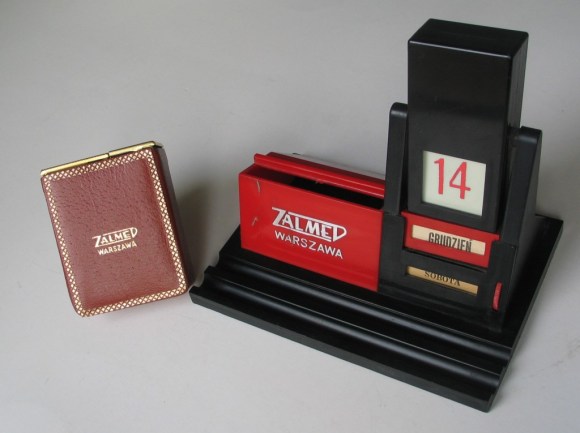 ZALMED
WARSZAWA
ZALMED
WARSZAWA
14
GRUDZIEŃ
SOBOTA